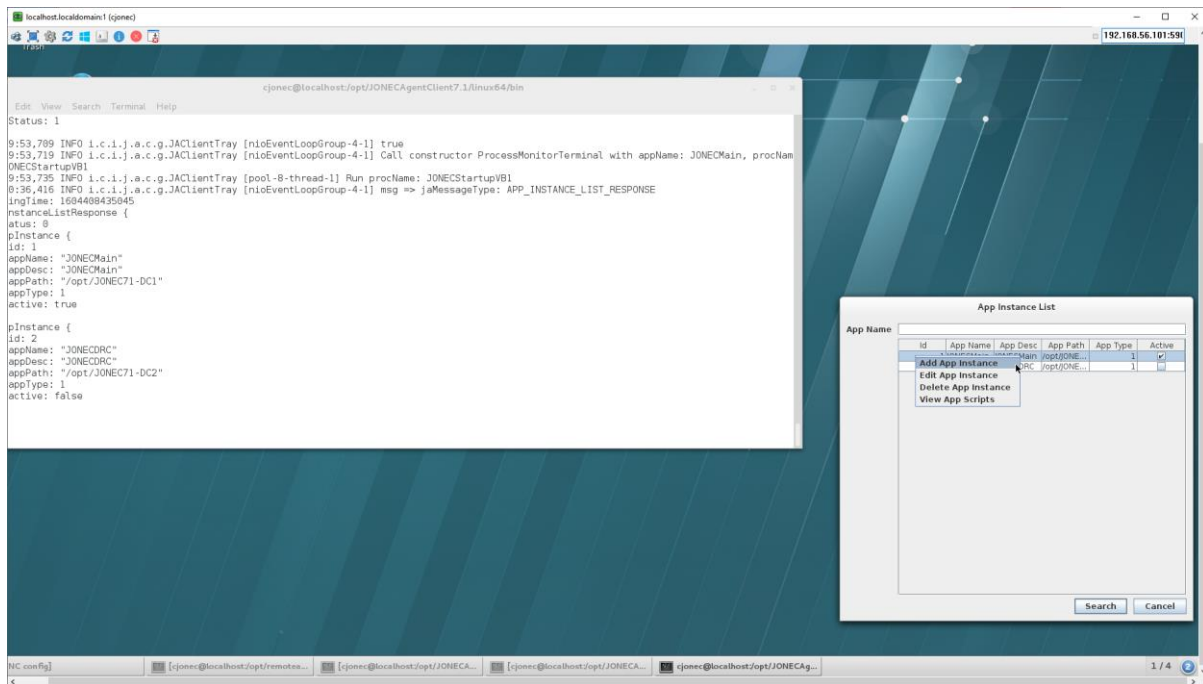 localhost.localdomain:1 (cjonec)
192.168.56.101:590
Trash
cjonec@localhost:/opt/JONECAgentClient7.1/linux64/bin
Edit View Search Terminal Help
Status: 1
9:53,709 INFO i.c.i.j.a.c.g.JAClientTray [nioEventLoopGroup-4-1] true
9:53,719 INFO i.c.i.j.a.c.g.JAClientTray [nioEventLoopGroup-4-1] Call constructor ProcessMonitorTerminal with appName: JONECMain, procNam
ONECStartupVB1
9:53,735 INFO i.c.i.j.a.c.g.JAClientTray [pool-8-thread-1] Run procName: JONECStartupVB1
0:36,416 INFO i.c.i.j.a.c.g.JAClientTray [nioEventLoopGroup-4-1] msg => jaMessageType: APP_INSTANCE_LIST_RESPONSE
ingTime: 1604408435045
nstanceListResponse {
atus: 0
pInstance {
id: 1
appName: "JONECMain"
appDesc: "JONECMain"
appPath: "/opt/JONEC71-DC1"
appType: 1
active: true
pInstance {
id: 2
appName: "JONECDRC"
appDesc: "JONECDRC"
appPath: "/opt/JONEC71-DC2"
appType: 1
active: false
App Instance List
App Name
Id App Name App Desc App Path App Type Active
1 JONECMain JONECMain /opt/JONE... 1
DRC /opt/JONE... 1
Add App Instance
Edit App Instance
Delete App Instance
View App Scripts
Search Cancel
NC config] [cjonec@localhost:/opt/remotea... [cjonec@localhost:/opt/JONECA... [cjonec@localhost:/opt/JONECA... cjonec@localhost:/opt/JONECAg... 1 / 4 2